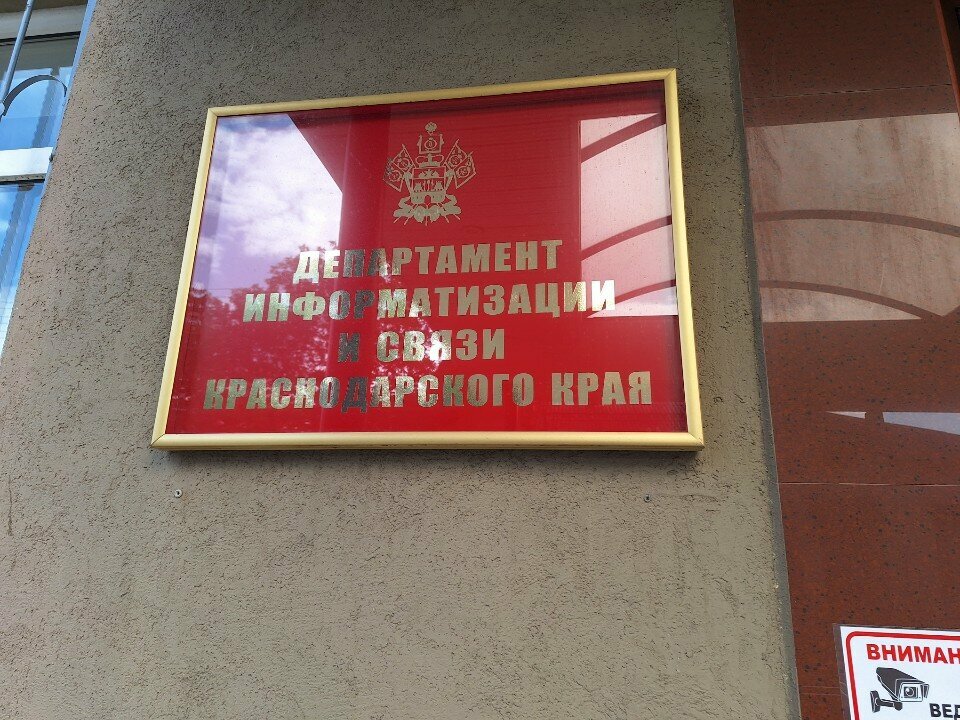 ДЕПАРТАМЕНТ
ИНФОРМАТИЗАЦИИ
И СВЯЗИ
КРАСНОДАРСКОГО КРАЯ